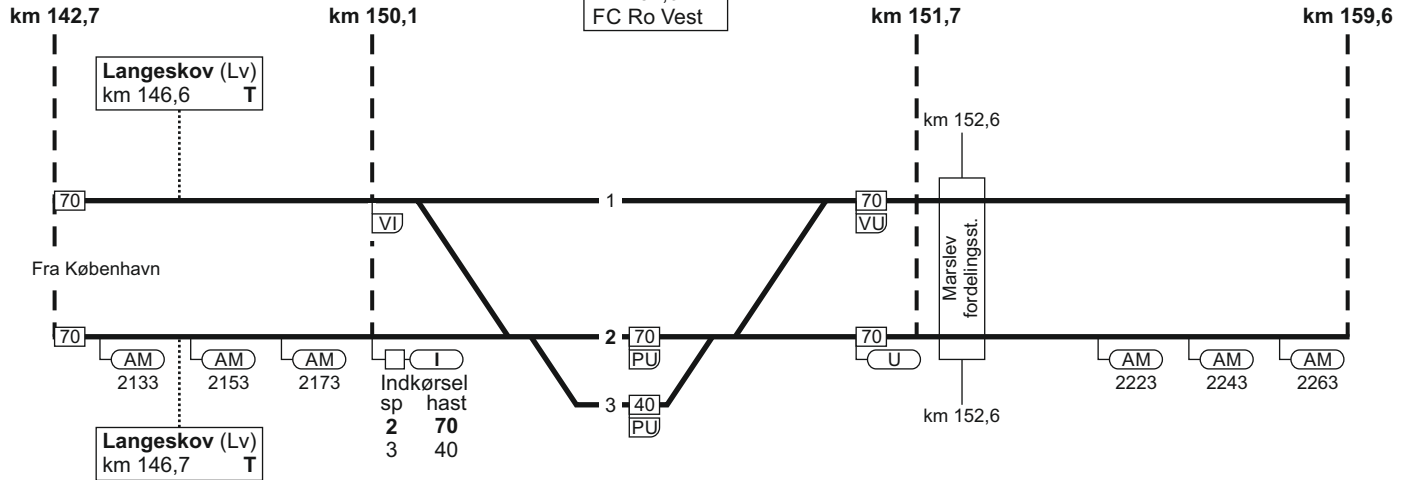 km 142,7
km 150,1
FC Ro Vest
km 151,7
km 159,6
Langeskov (Lv)
km 146,6 T
km 152,6
70
1
70
VI
VU
Fra København
Marslev
fordelingsst.
70
2
70
70
AM
AM
AM
I
PU
U
AM
AM
AM
2133
2153
2173
2223
2243
2263
Indkørsel
sp hast
2 70
3 40
3
40
PU
km 152,6
Langeskov (Lv)
km 146,7 T